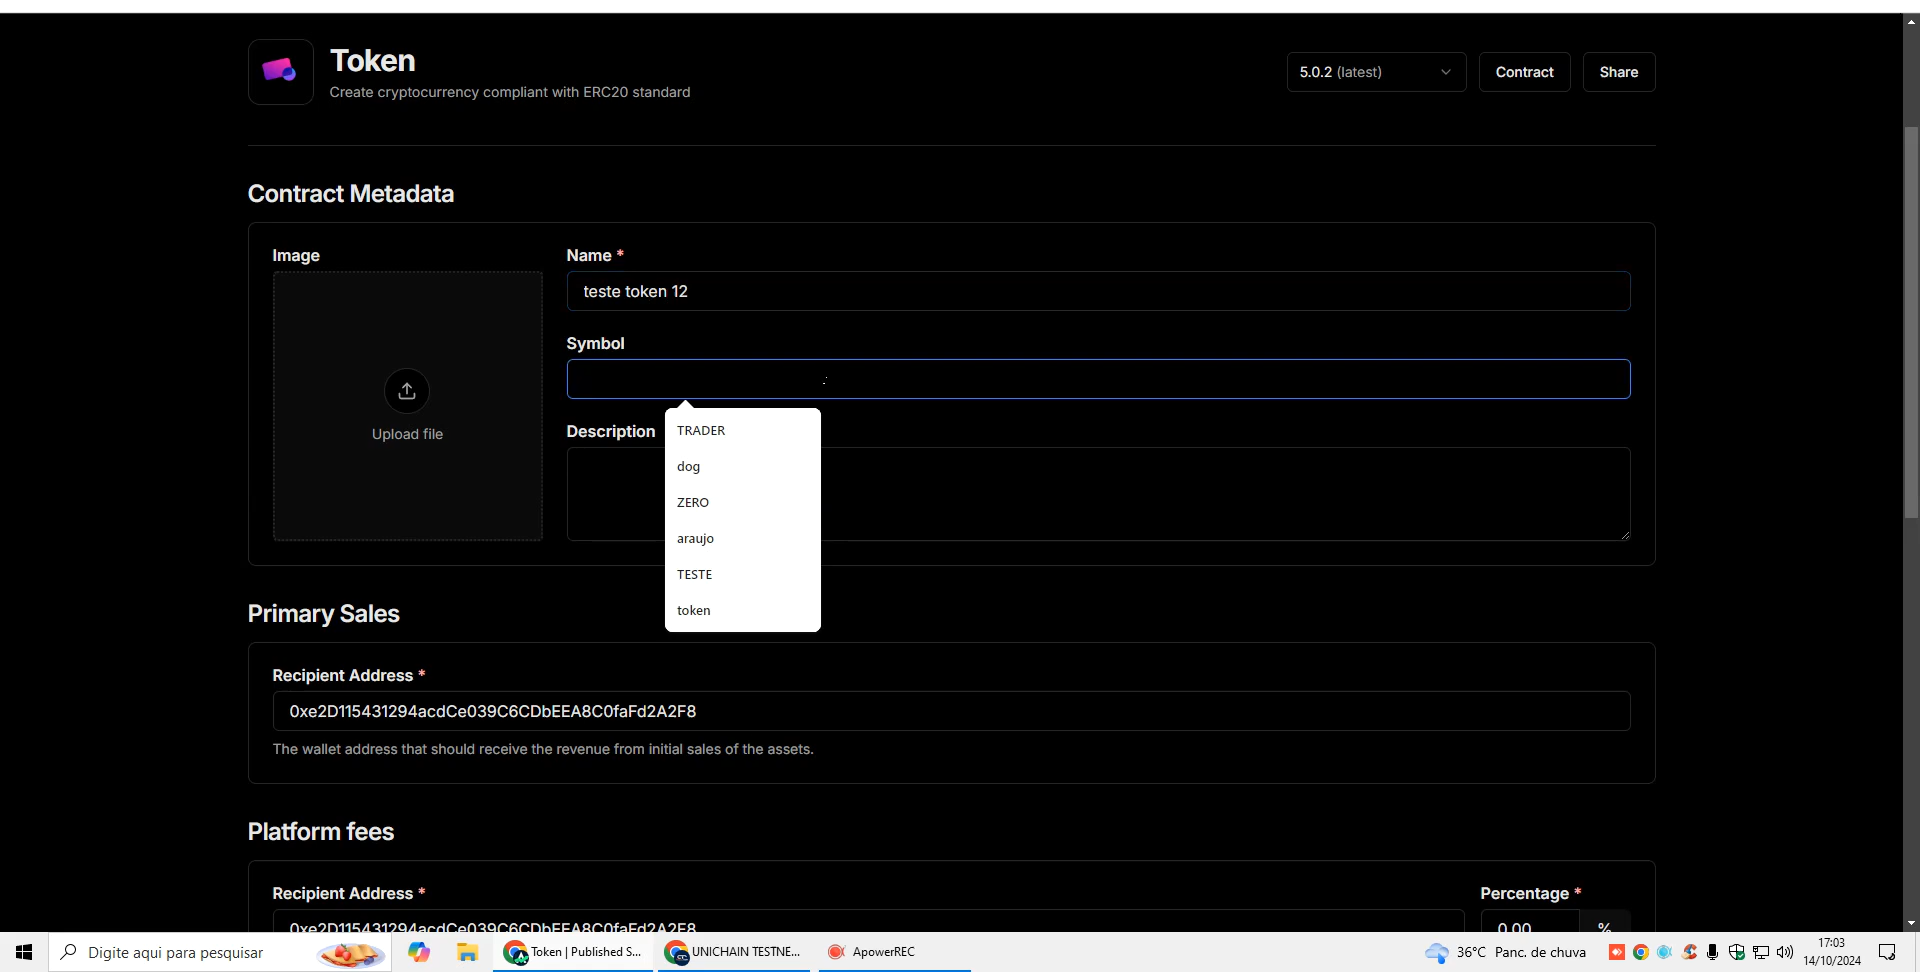 Token
Create cryptocurrency compliant with ERC20 standard
5.0.2 (latest)
Contract
Share
Contract Metadata
Image
Upload file
Name *
teste token 12
Symbol
Description
TRADER
dog
ZERO
araujo
TESTE
token
Primary Sales
Recipient Address *
0xe2D115431294acdCe039C6CDbEEA8C0faFd2A2F8
The wallet address that should receive the revenue from initial sales of the assets.
Platform fees
Recipient Address *
0xe2D115431294acdCe039C6CDbEEA8C0faFd2A2F8
Percentage *
0.00 %
Digite aqui para pesquisar
Token | Published S...
UNICHAIN TESTNE...
ApowerREC
36°C Panc. de chuva
17:03
14/10/2024